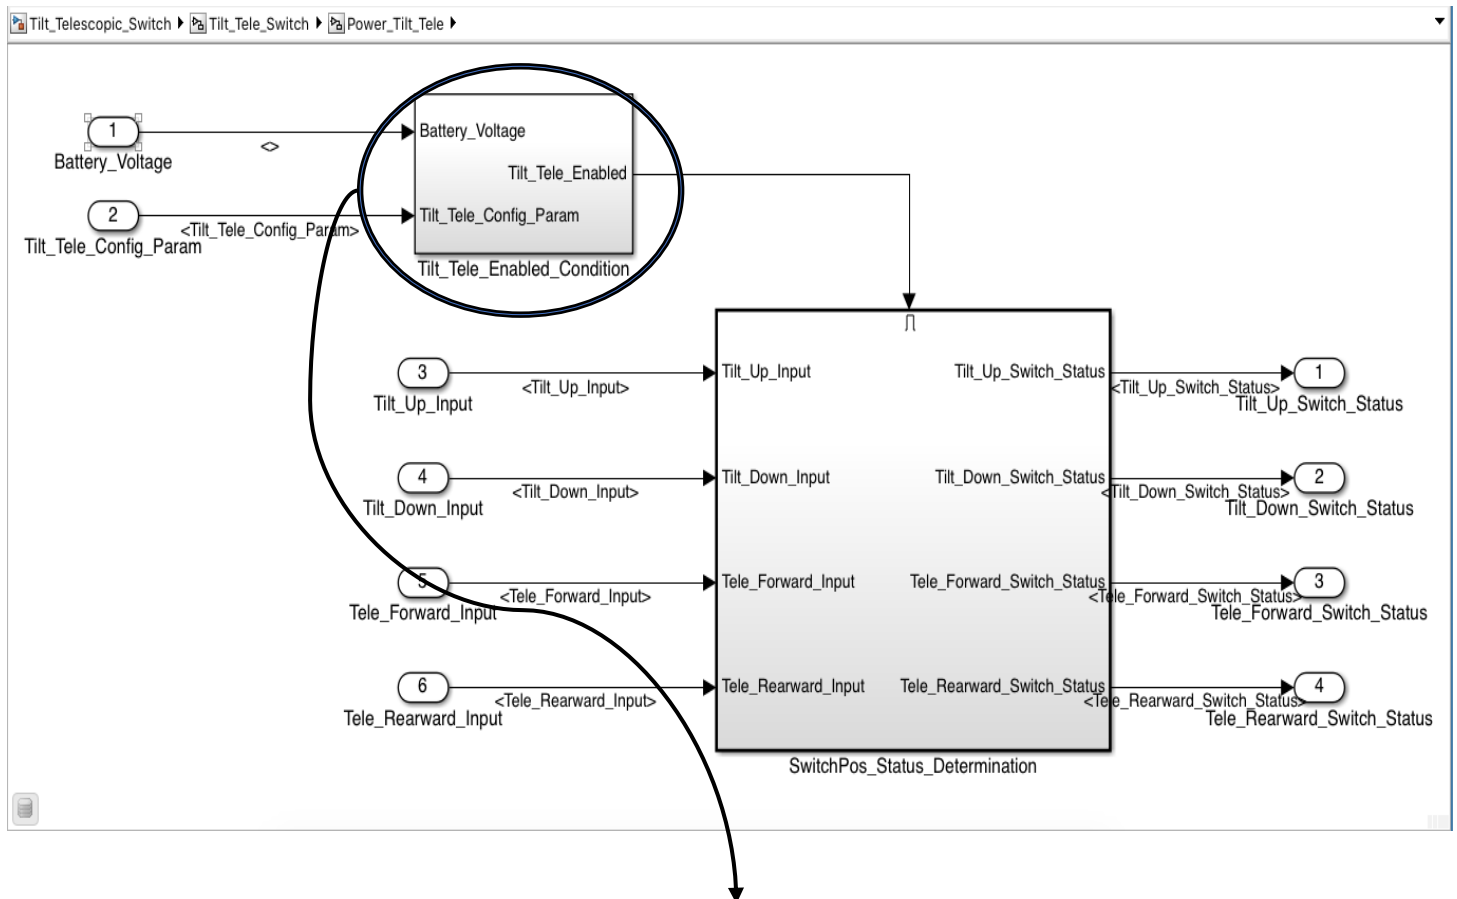 Tilt_Telescopic_Switch Tilt_Tele_Switch Power_Tilt_Tele
1
Battery_Voltage
<>
2
Tilt_Tele_Config_Param
<Tilt_Tele_Config_Param>
Battery_Voltage
Tilt_Tele_Enabled
Tilt_Tele_Config_Param
Tilt_Tele_Enabled_Condition
3
Tilt_Up_Input
<Tilt_Up_Input>
4
Tilt_Down_Input
<Tilt_Down_Input>
5
Tele_Forward_Input
<Tele_Forward_Input>
6
Tele_Rearward_Input
<Tele_Rearward_Input>
Tilt_Up_Input
Tilt_Up_Switch_Status
Tilt_Down_Input
Tilt_Down_Switch_Status
Tele_Forward_Input
Tele_Forward_Switch_Status
Tele_Rearward_Input
Tele_Rearward_Switch_Status
SwitchPos_Status_Determination
<Tilt_Up_Switch_Status>
1
Tilt_Up_Switch_Status
<Tilt_Down_Switch_Status>
2
Tilt_Down_Switch_Status
<Tele_Forward_Switch_Status>
3
Tele_Forward_Switch_Status
<Tele_Rearward_Switch_Status>
4
Tele_Rearward_Switch_Status